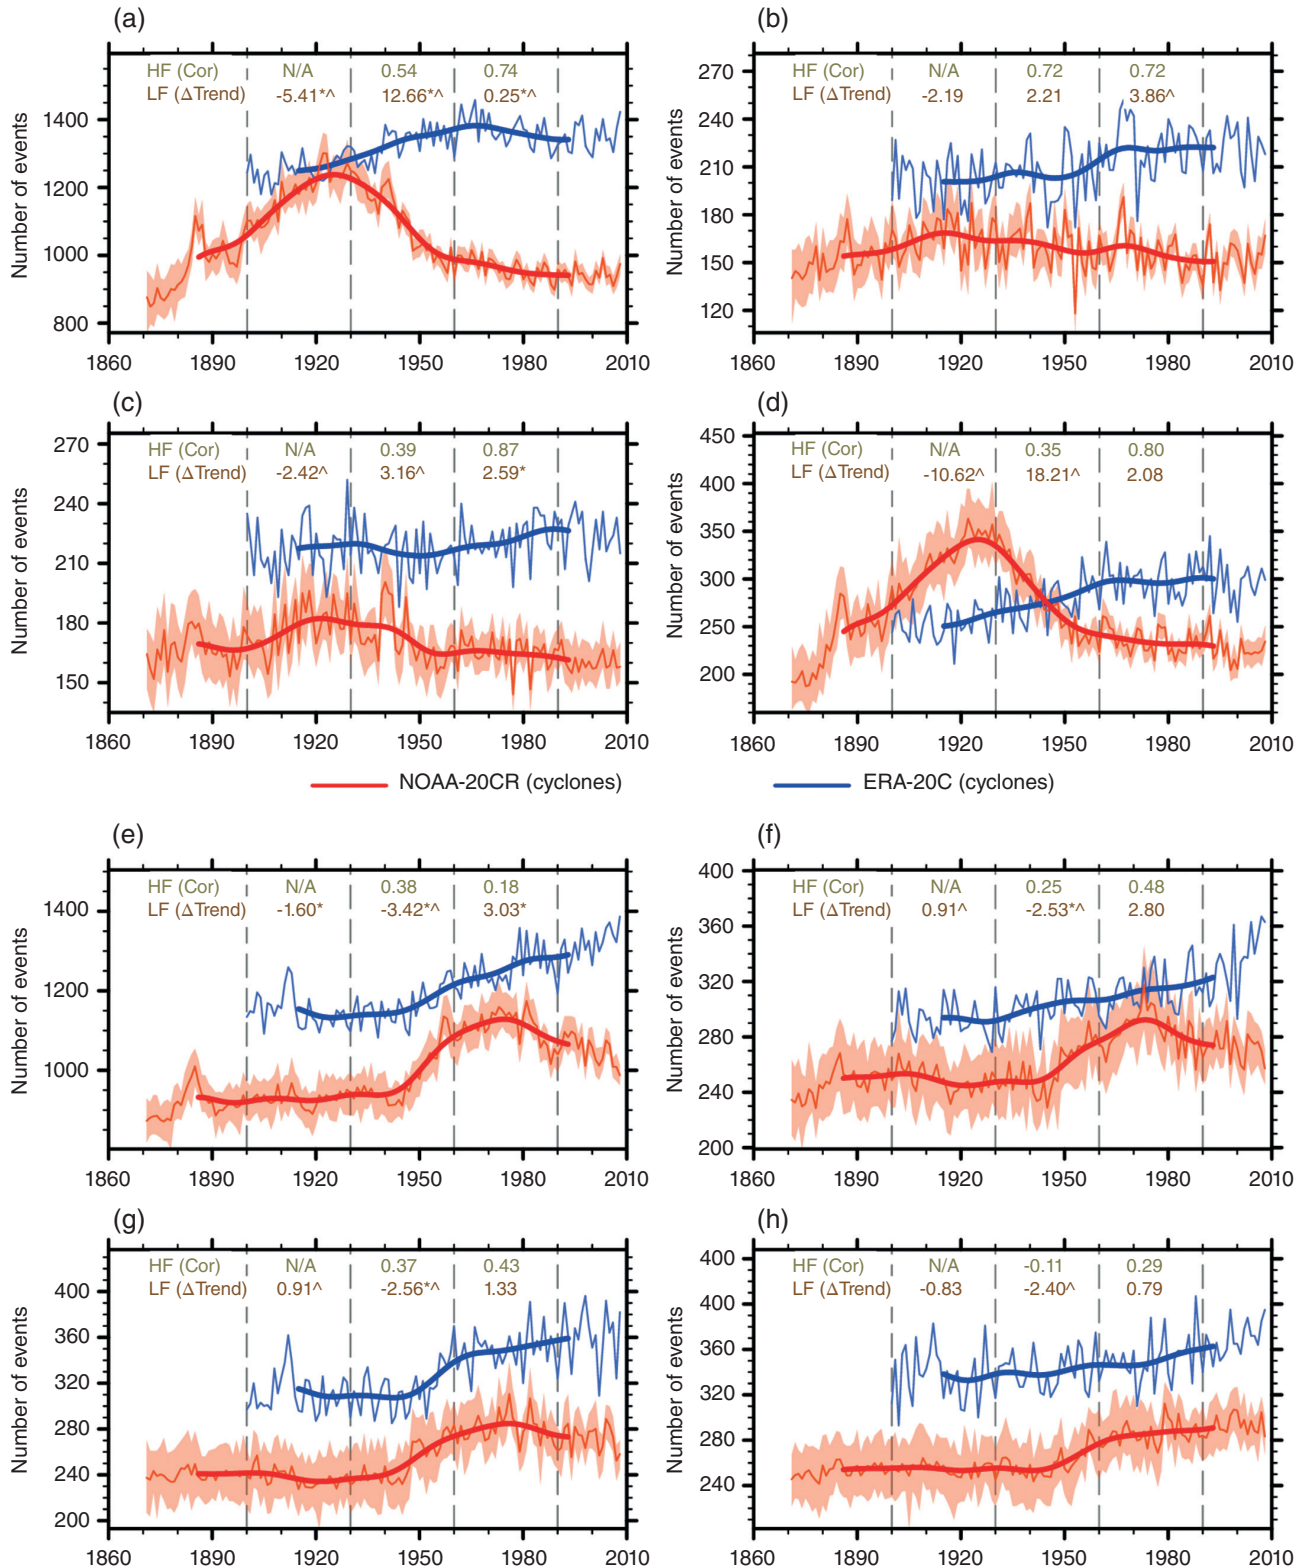 (a)
Number of events
1400
1200
1000
800
HF (Cor) N/A 0.54 0.74
LF (ΔTrend) -5.41*^ 12.66*^ 0.25*^
1860 1890 1920 1950 1980 2010
(b)
Number of events
270
240
210
180
150
120
HF (Cor) N/A 0.72 0.72
LF (ΔTrend) -2.19 2.21 3.86^
1860 1890 1920 1950 1980 2010
(c)
Number of events
270
240
210
180
150
HF (Cor) N/A 0.39 0.87
LF (ΔTrend) -2.42^ 3.16^ 2.59*
1860 1890 1920 1950 1980 2010
(d)
Number of events
450
400
350
300
250
200
HF (Cor) N/A 0.35 0.80
LF (ΔTrend) -10.62^ 18.21^ 2.08
1860 1890 1920 1950 1980 2010
NOAA-20CR (cyclones)
ERA-20C (cyclones)
(e)
Number of events
1400
1200
1000
HF (Cor) N/A 0.38 0.18
LF (ΔTrend) -1.60* -3.42*^ 3.03*
1860 1890 1920 1950 1980 2010
(f)
Number of events
400
360
320
280
240
200
HF (Cor) N/A 0.25 0.48
LF (ΔTrend) 0.91^ -2.53*^ 2.80
1860 1890 1920 1950 1980 2010
(g)
Number of events
400
360
320
280
240
200
HF (Cor) N/A 0.37 0.43
LF (ΔTrend) 0.91^ -2.56*^ 1.33
1860 1890 1920 1950 1980 2010
(h)
Number of events
400
400
360
320
280
240
HF (Cor) N/A -0.11 0.29
LF (ΔTrend) -0.83 -2.40^ 0.79
1860 1890 1920 1950 1980 2010